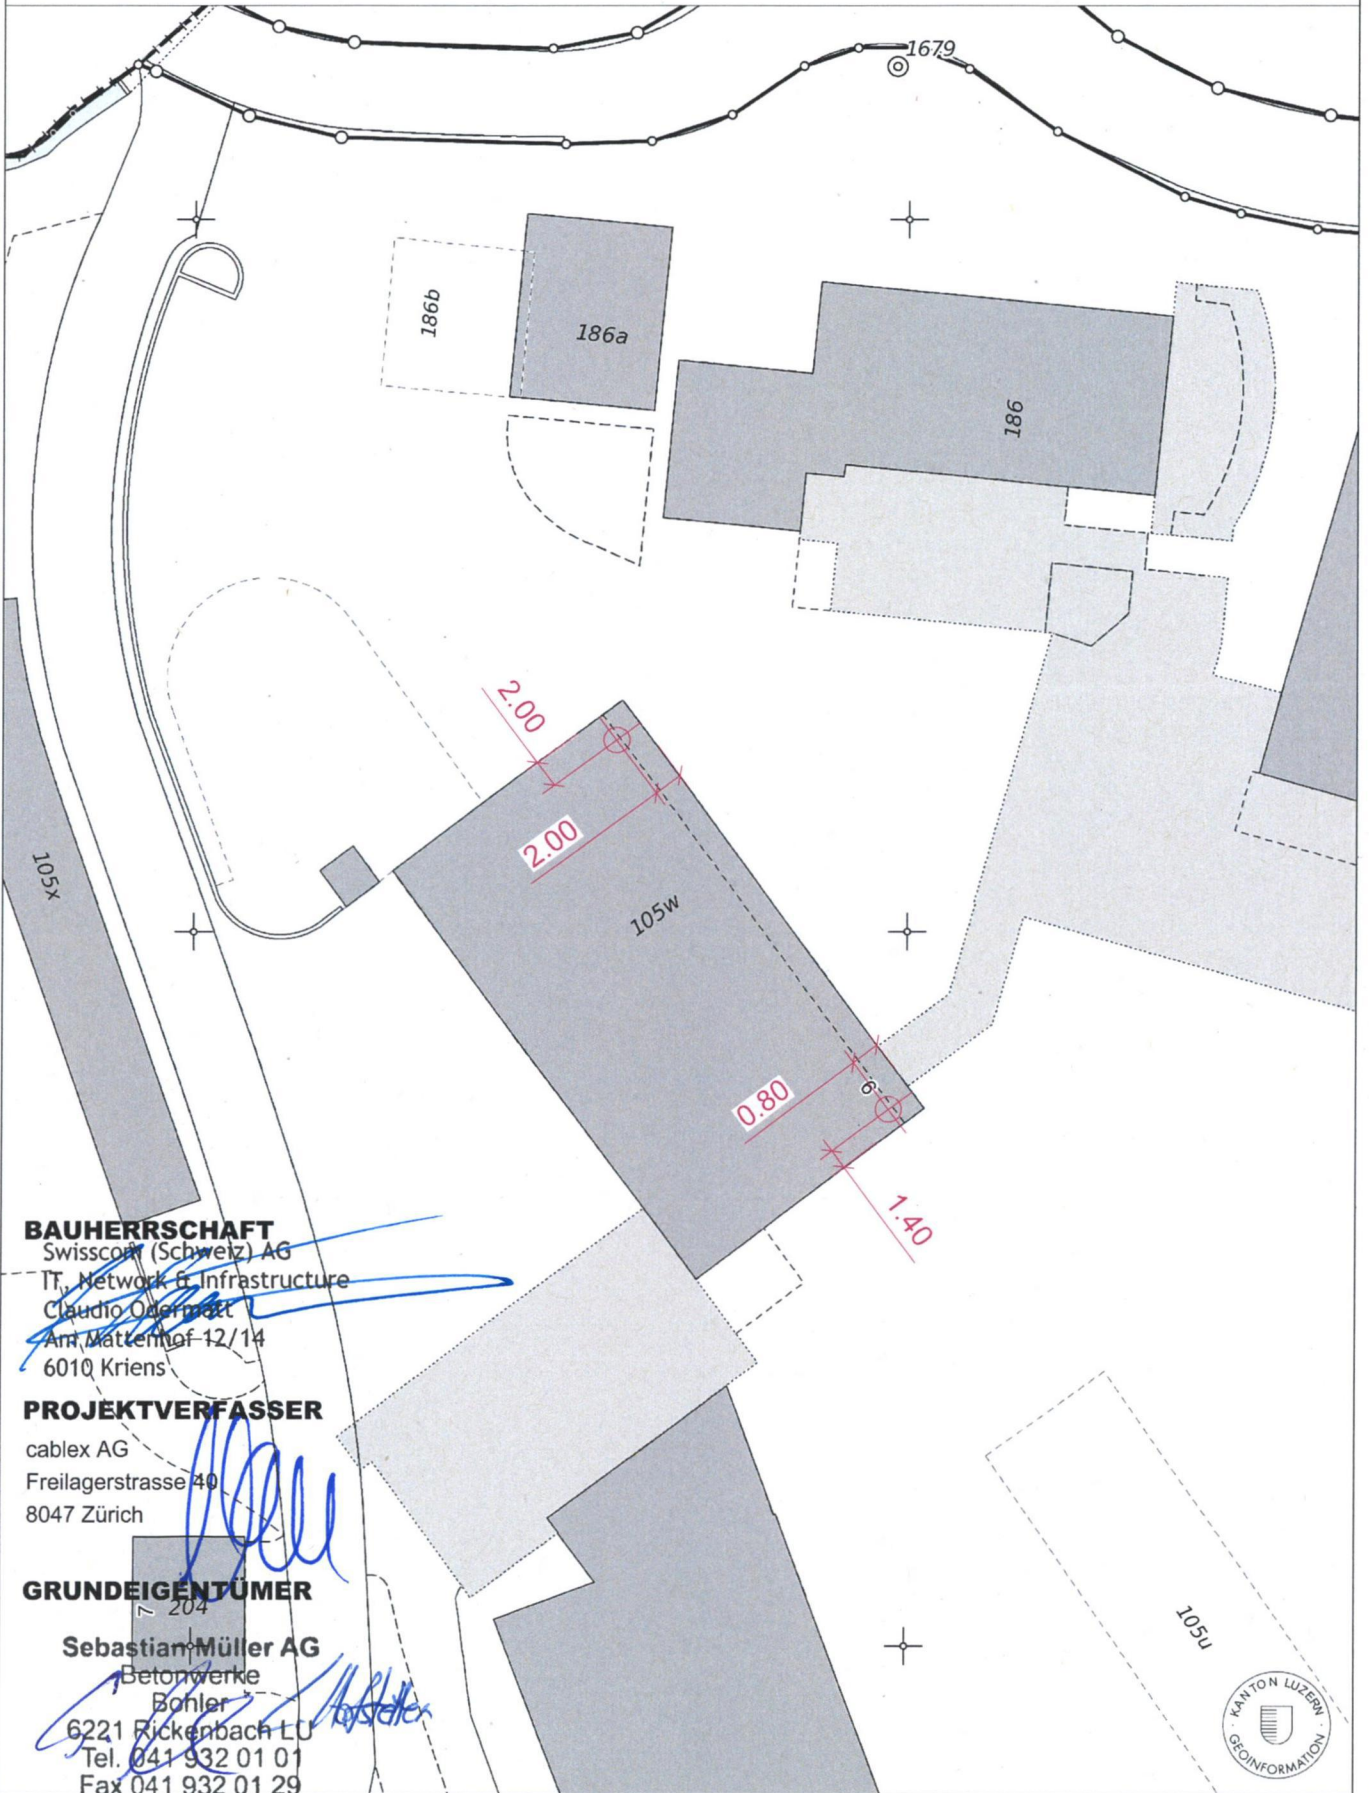 1679
186b
186a
186
2.00
2.00
105x
105w
0.80
6
1.40
BAUHERRSCHAFT
Swisscom (Schweiz) AG
IT, Network & Infrastructure
Claudio Odermatt
Am Mattenhof 12/14
6010 Kriens
PROJEKTVERFASSER
cablex AG
Freilagerstrasse 40
8047 Zürich
GRUNDEIGENTÜMER
7
204
Sebastian Müller AG
Betonwerke
Bohler
6221 Rickenbach LU
Tel. 041 932 01 01
Fax 041 932 01 29
105u
KANTON LUZERN
GEOINFORMATION